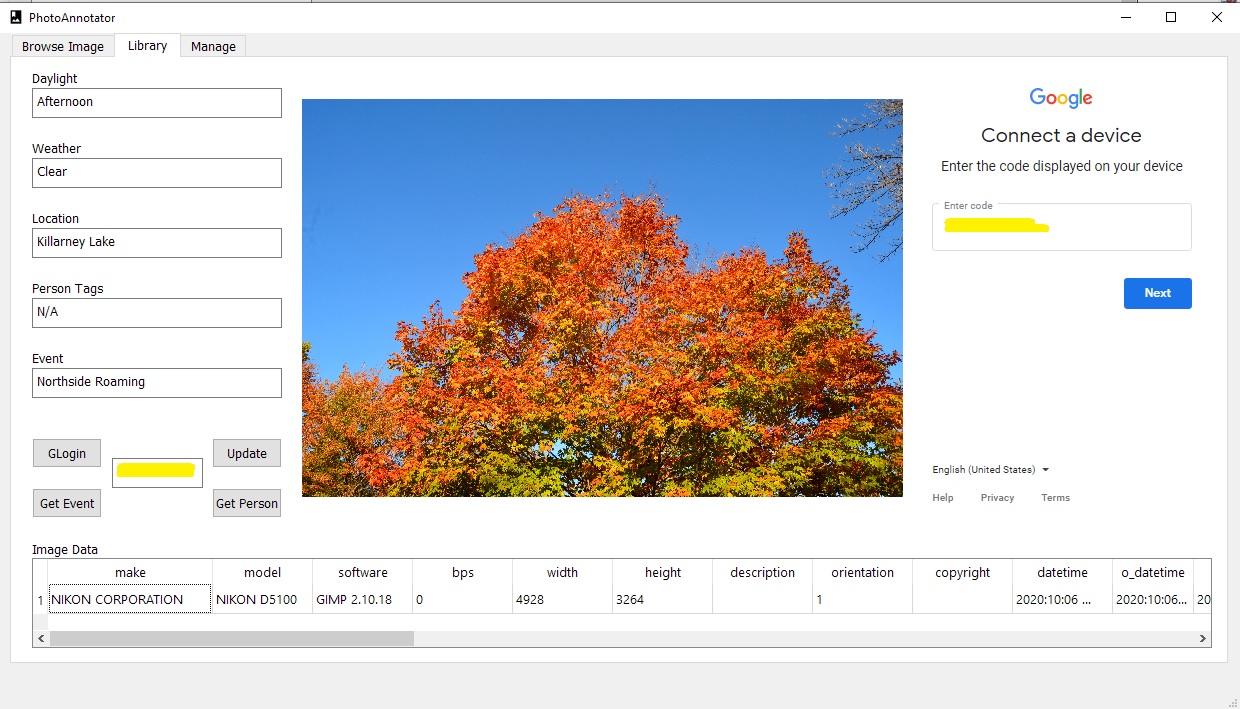 PhotoAnnotator
Browse Image Library Manage
Daylight
Afternoon
Weather
Clear
Location
Killarney Lake
Person Tags
N/A
Event
Northside Roaming
GLogin
Update
Get Event
Get Person
Google
Connect a device
Enter the code displayed on your device
Enter code
Next
English (United States)
Help Privacy Terms
Image Data
make model software bps width height description orientation copyright datetime o_datetime
1 NIKON CORPORATION NIKON D5100 GIMP 2.10.18 0 4928 3264 1 2020:10:06 ... 2020:10:06... 20